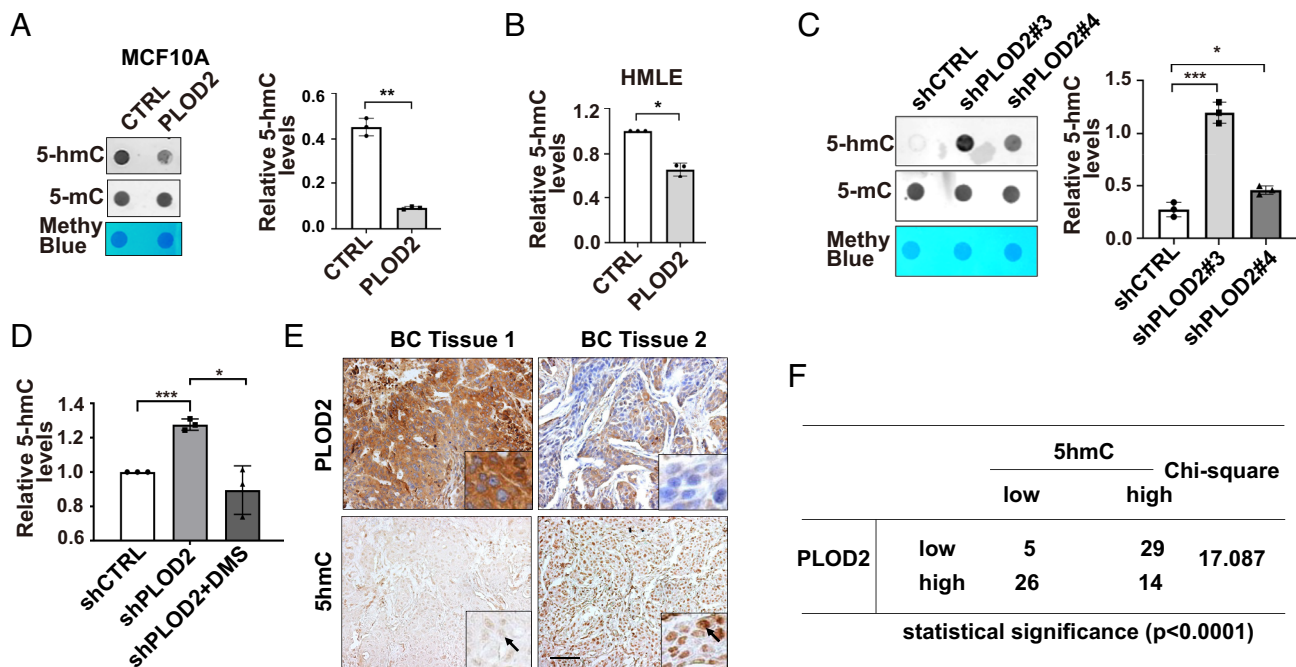 A
MCF10A
CTRL
PLOD2
5-hmC
5-mC
Methy
Blue
Relative 5-hmC
levels
0.6
0.4
0.2
0.0
**
CTRL
PLOD2
B
HMLE
Relative 5-hmC
levels
1.2
0.8
0.4
0.0
*
CTRL
PLOD2
C
shCTRL
shPLOD2#3
shPLOD2#4
5-hmC
5-mC
Methy
Blue
Relative 5-hmC
levels
1.5
1.0
0.5
0.0
*
***
shCTRL
shPLOD2#3
shPLOD2#4
D
Relative 5-hmC
levels
1.4
1.2
1.0
0.8
0.6
***
*
shCTRL
shPLOD2
shPLOD2+DMS
E
BC Tissue 1
BC Tissue 2
PLOD2
5hmC
F
5hmC
Chi-square
low high
PLOD2
low 5 29
17.087
high 26 14
statistical significance (p<0.0001)